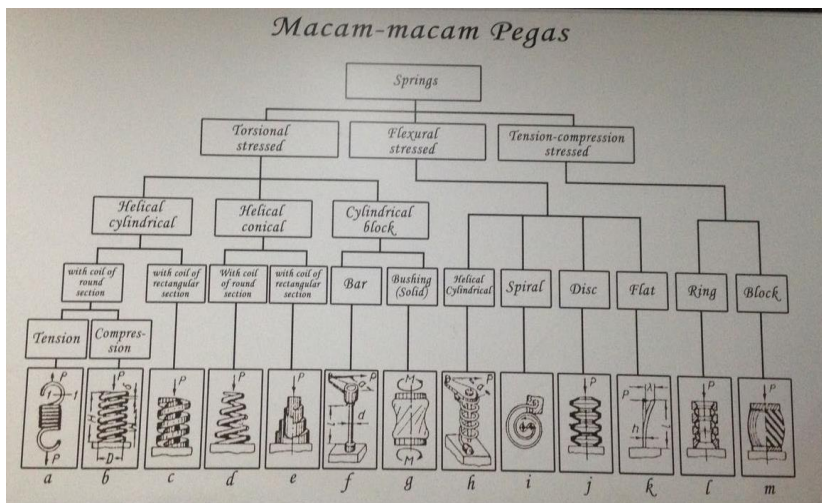 Macam-macam Pegas
Springs
Torsional
stressed
Flexural
stressed
Tension-compression
stressed
Helical
cylindrical
Helical
conical
Cylindrical
block
with coil of
round
section
with coil of
rectangular
section
With coil
of round
section
with coil of
rectangular
section
Bar
Bushing
(Solid)
Helical
Cylindrical
Spiral
Disc
Flat
Ring
Block
Tension
Compres-
sion
P
P
P
P
P
P
P
P
P
P
P
P
M
M
d
H
D
h
λ
a b c d e f g h i j k l m